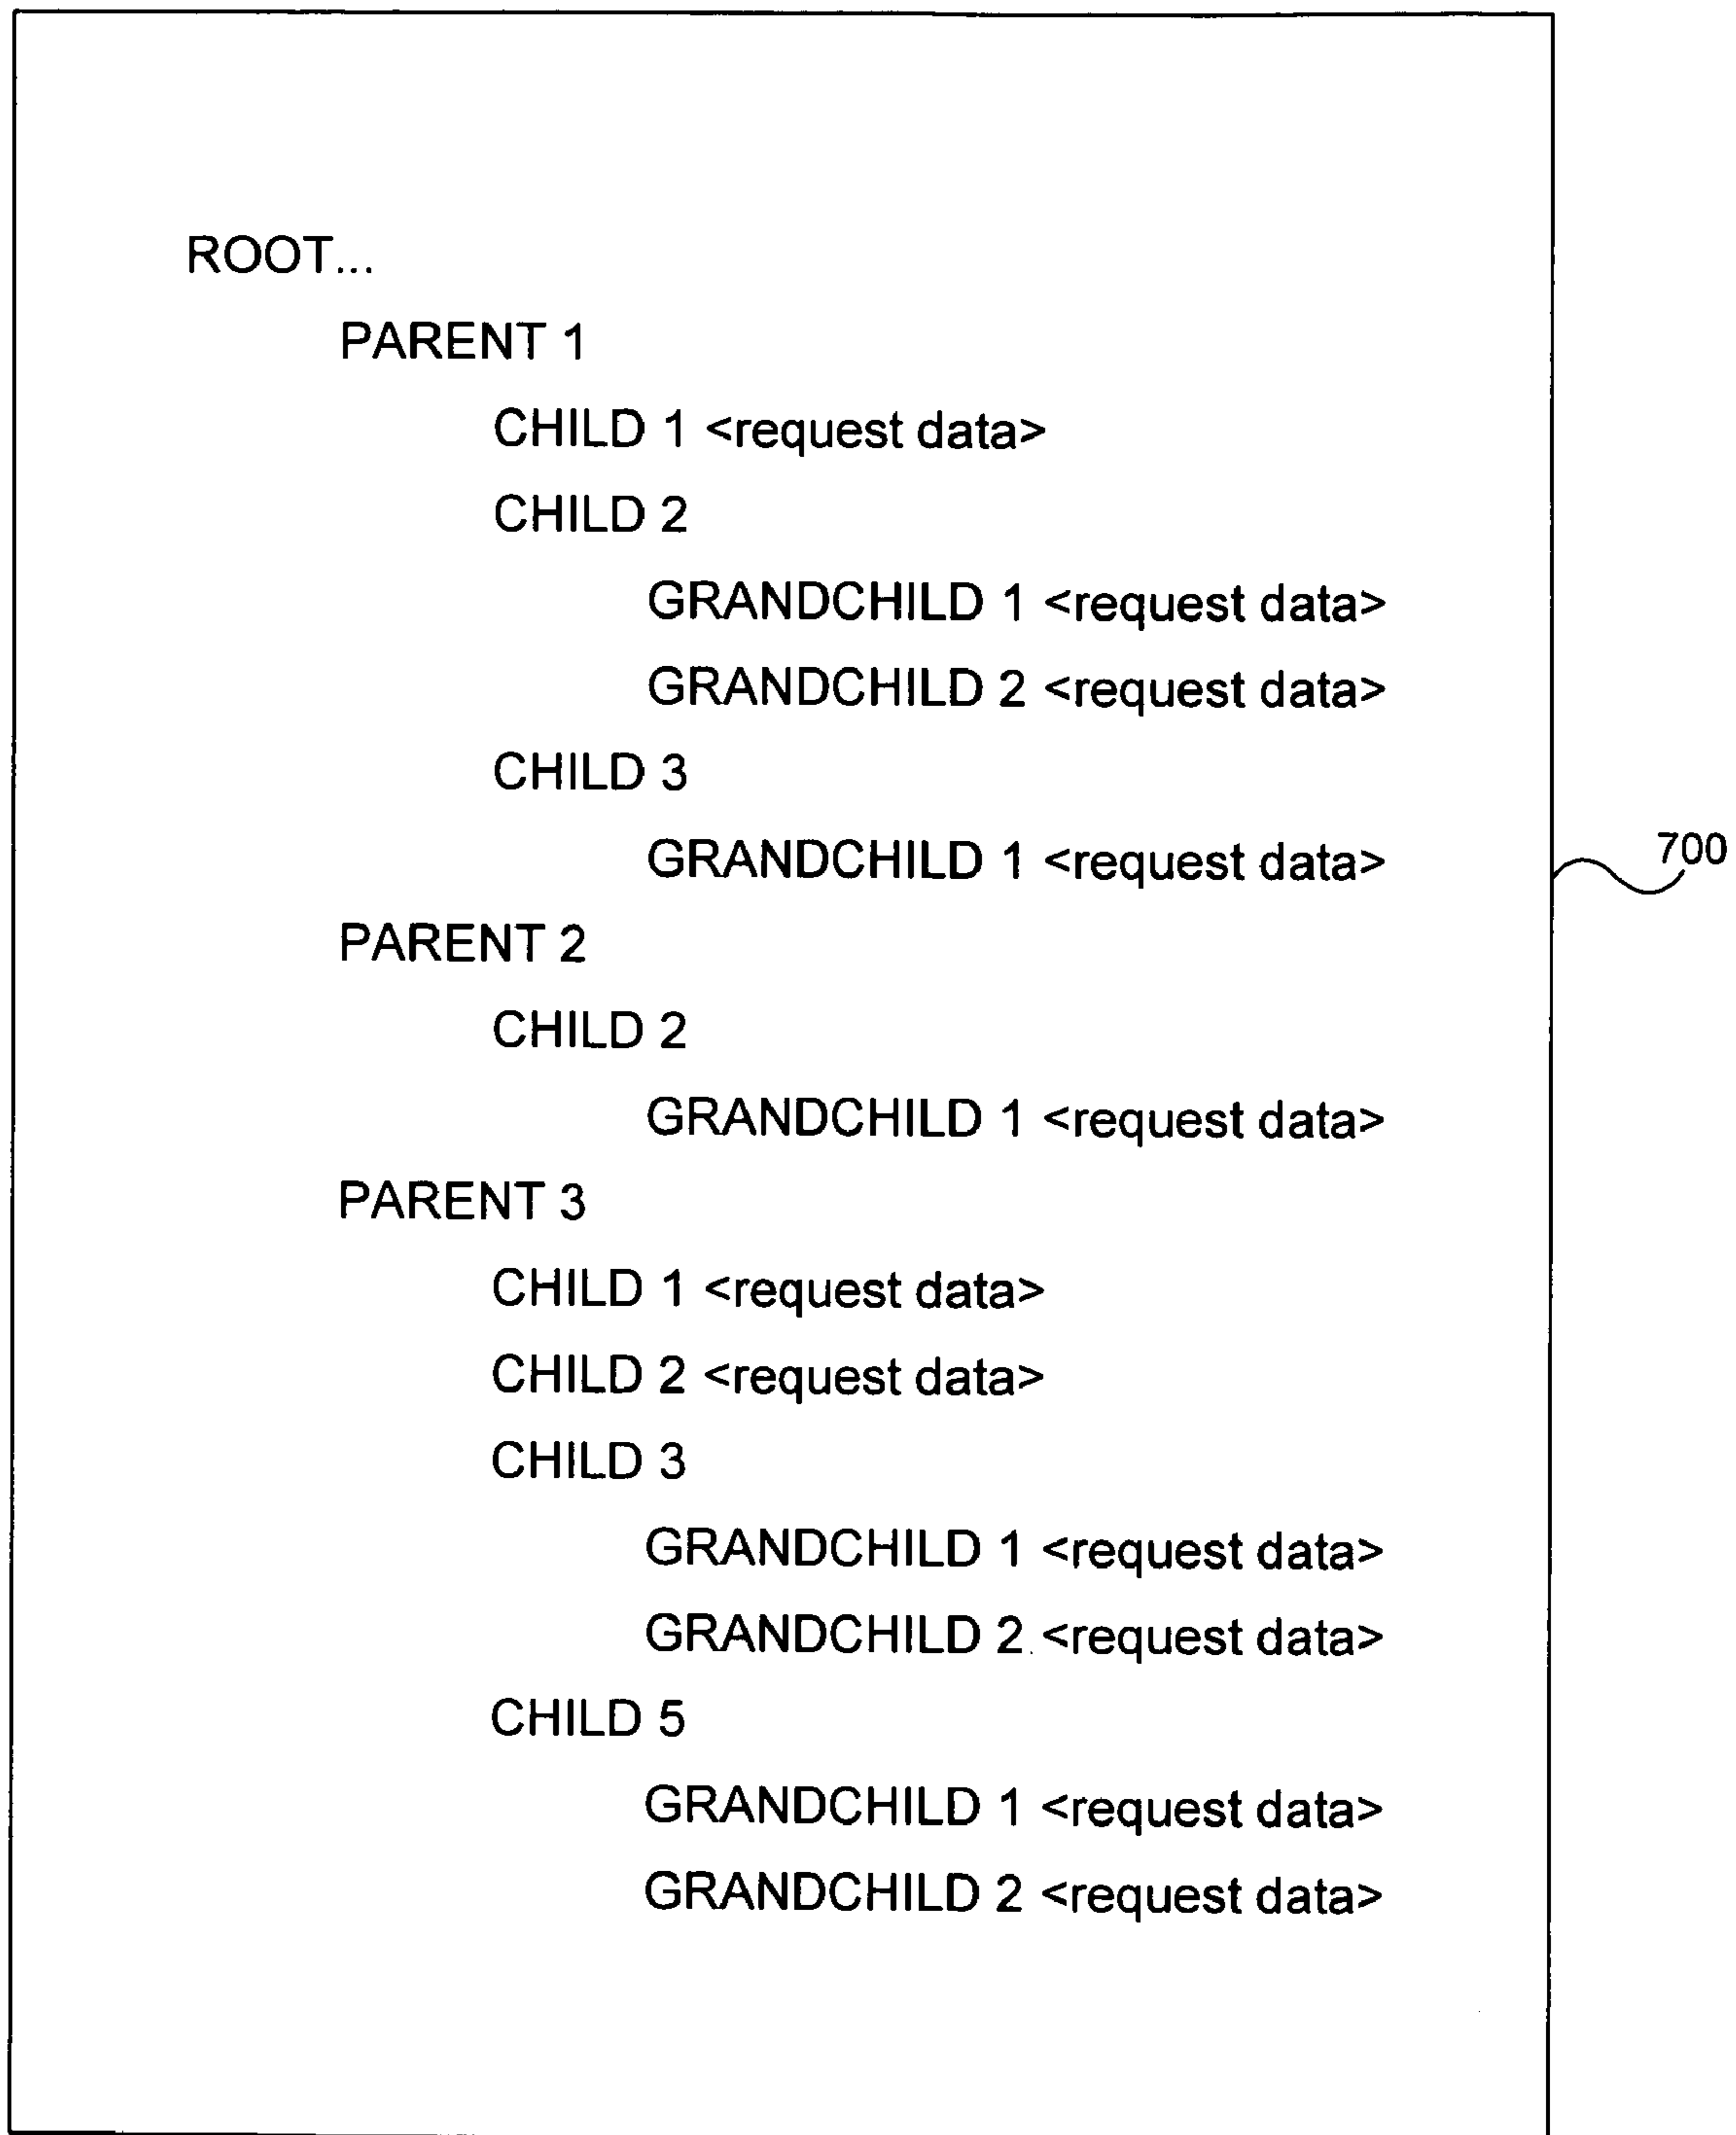 ROOT...
PARENT 1
CHILD 1 <request data>
CHILD 2
GRANDCHILD 1 <request data>
GRANDCHILD 2 <request data>
CHILD 3
GRANDCHILD 1 <request data>
700
PARENT 2
CHILD 2
GRANDCHILD 1 <request data>
PARENT 3
CHILD 1 <request data>
CHILD 2 <request data>
CHILD 3
GRANDCHILD 1 <request data>
GRANDCHILD 2 <request data>
CHILD 5
GRANDCHILD 1 <request data>
GRANDCHILD 2 <request data>